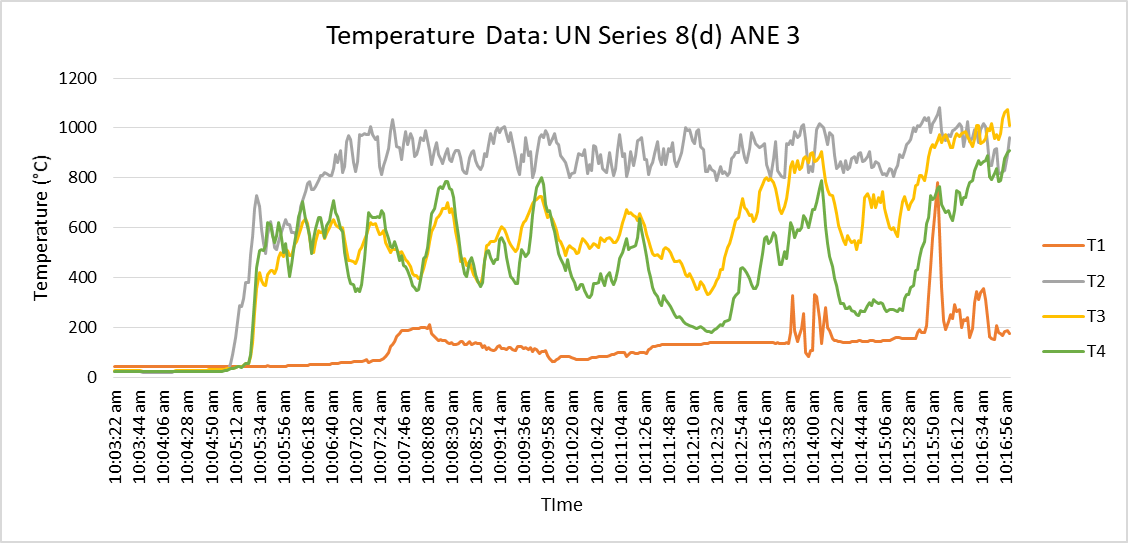 Temperature Data: UN Series 8(d) ANE 3
1200
1000
800
600
400
200
0
Temperature (°C)
10:03:22 am
10:03:44 am
10:04:06 am
10:04:28 am
10:04:50 am
10:05:12 am
10:05:34 am
10:05:56 am
10:06:18 am
10:06:40 am
10:07:02 am
10:07:24 am
10:07:46 am
10:08:08 am
10:08:30 am
10:08:52 am
10:09:14 am
10:09:36 am
10:09:58 am
10:10:20 am
10:10:42 am
10:11:04 am
10:11:26 am
10:11:48 am
10:12:10 am
10:12:32 am
10:12:54 am
10:13:16 am
10:13:38 am
10:14:00 am
10:14:22 am
10:14:44 am
10:15:06 am
10:15:28 am
10:15:50 am
10:16:12 am
10:16:34 am
10:16:56 am
TIme
T1
T2
T3
T4